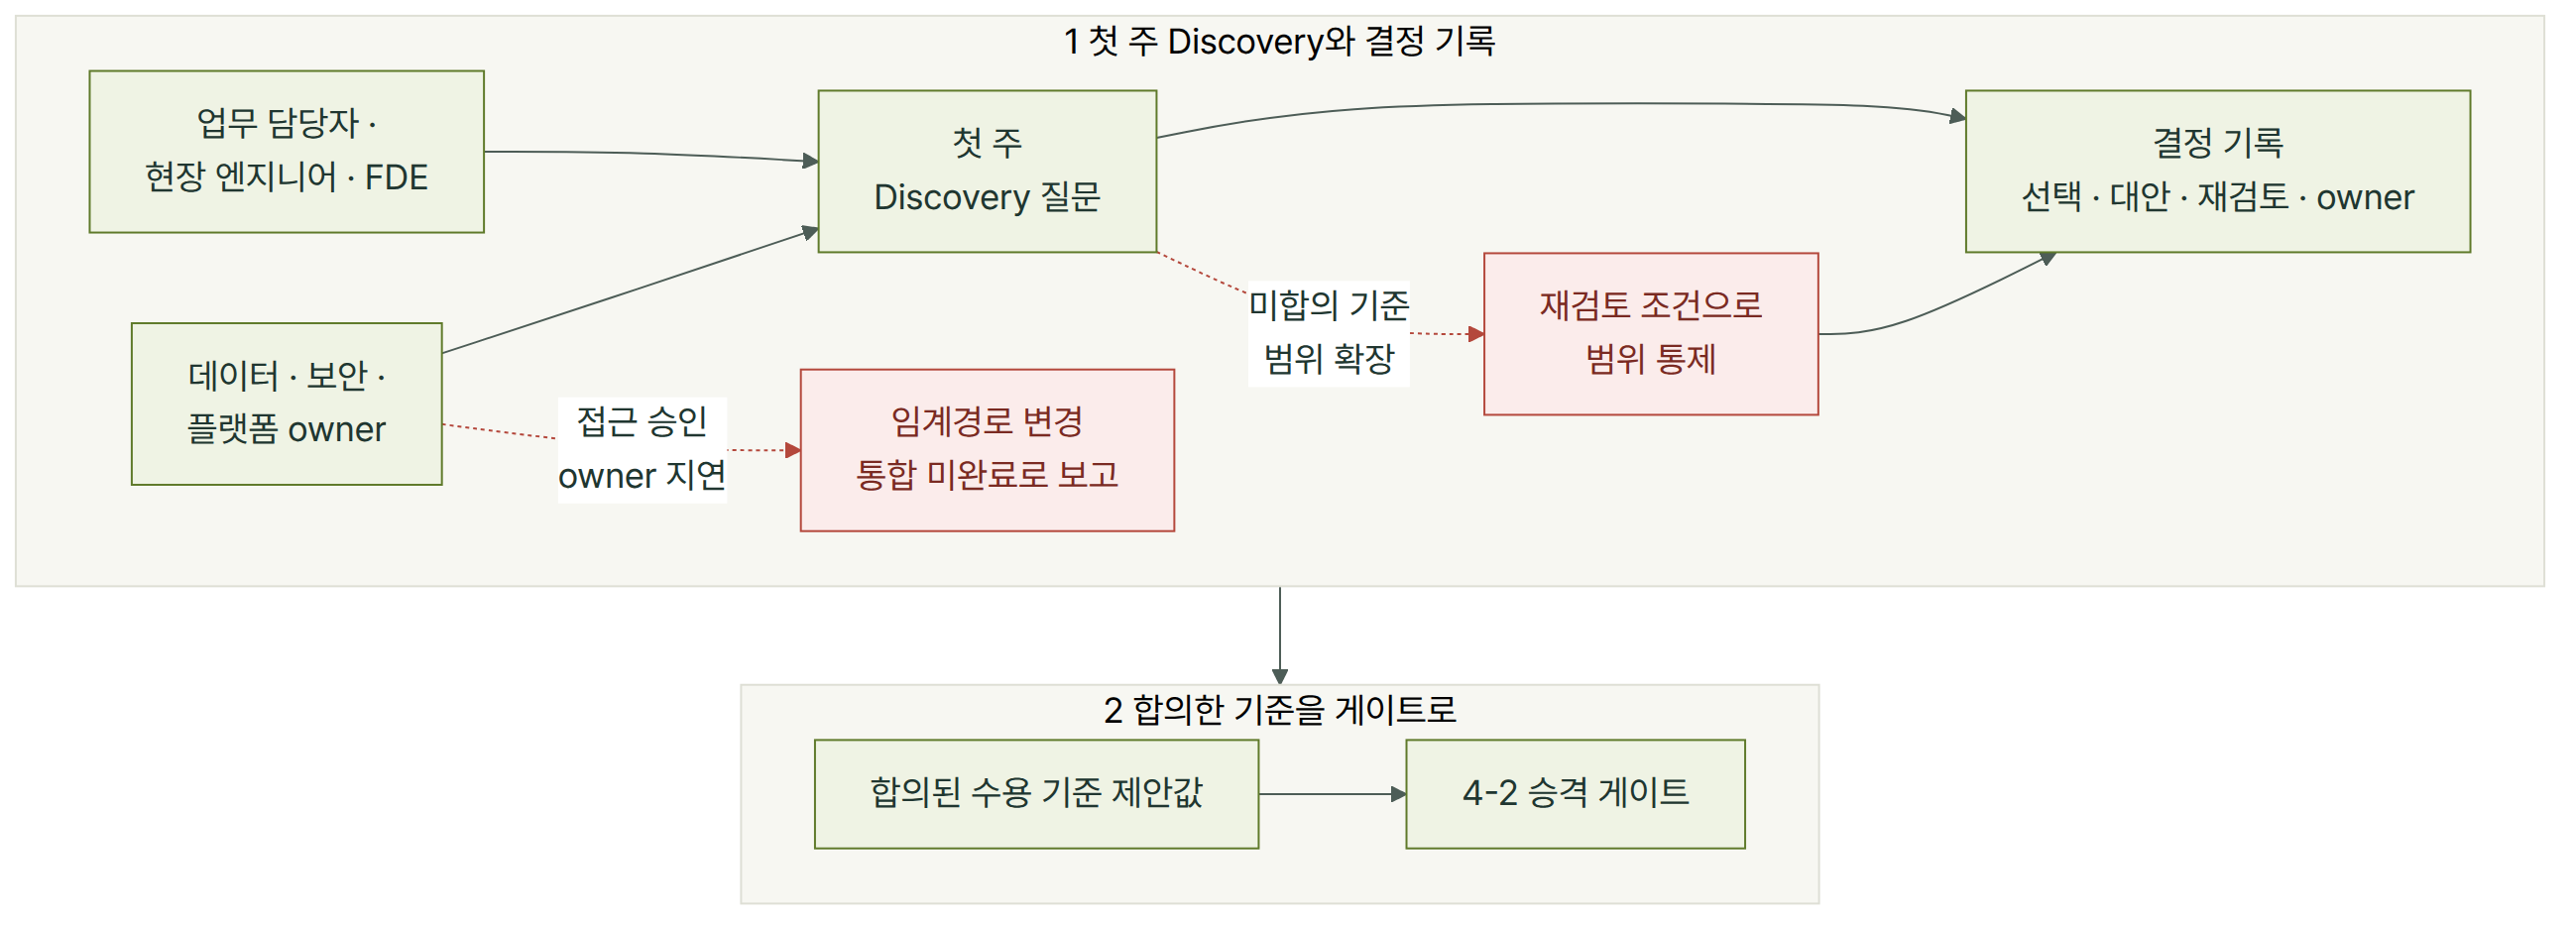 1 첫 주 Discovery와 결정 기록
업무 담당자 ·
현장 엔지니어 · FDE
첫 주
Discovery 질문
결정 기록
선택 · 대안 · 재검토 · owner
미합의 기준
범위 확장
재검토 조건으로
범위 통제
데이터 · 보안 ·
플랫폼 owner
접근 승인
owner 지연
임계경로 변경
통합 미완료로 보고
2 합의한 기준을 게이트로
합의된 수용 기준 제안값
4-2 승격 게이트